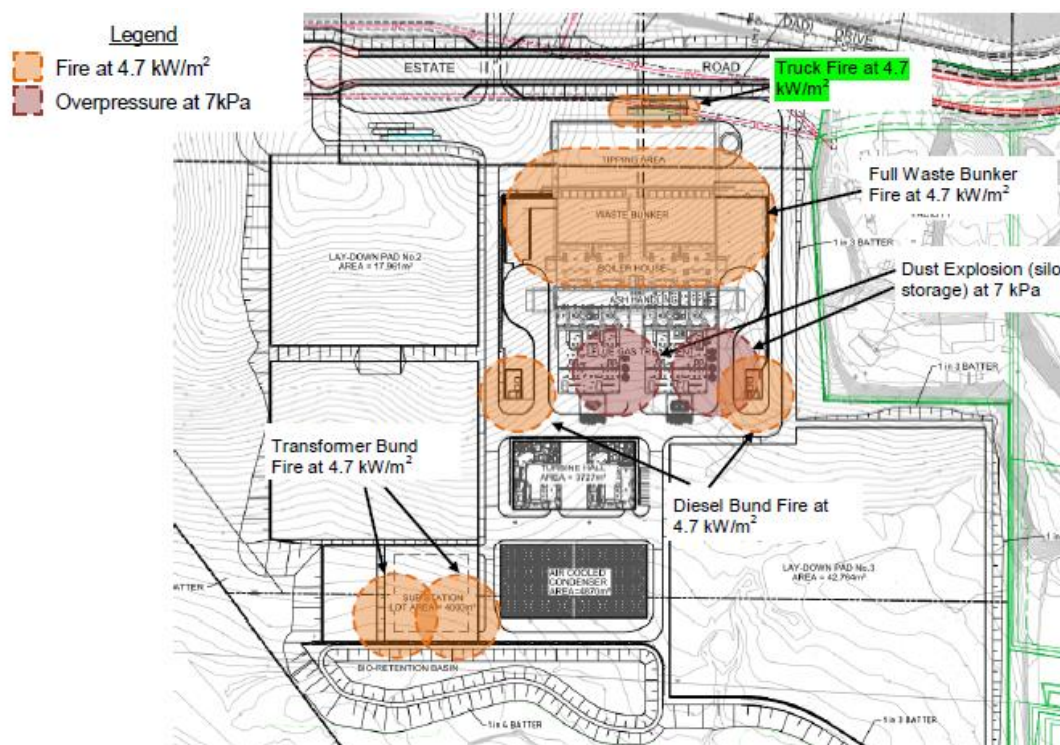 Legend
Fire at 4.7 kW/m²
Overpressure at 7kPa
DADI
DRIVE
ESTATE
ROAD
Truck Fire at 4.7
kW/m²
TIPPING AREA
Full Waste Bunker
Fire at 4.7 kW/m²
WASTE BUNKER
1 in 3 BATTER
LAY-DOWN PAD No.2
AREA = 17,961m²
BOILER HOUSE
Dust Explosion (silo
storage) at 7 kPa
ASH HANDLING
1 in 3 BATTER
Transformer Bund
Fire at 4.7 kW/m²
TURBINE HALL
AREA = 3727m²
Diesel Bund Fire at
4.7 kW/m²
AIR COOLED
CONDENSER
AREA=4870m²
LAY-DOWN PAD No.3
AREA = 42,764m²
BATTER
SUBSTATION
LOT AREA = 4000m²
BIO-RETENTION BASIN
1 in 4 BATTER
1 in 3 BATTER